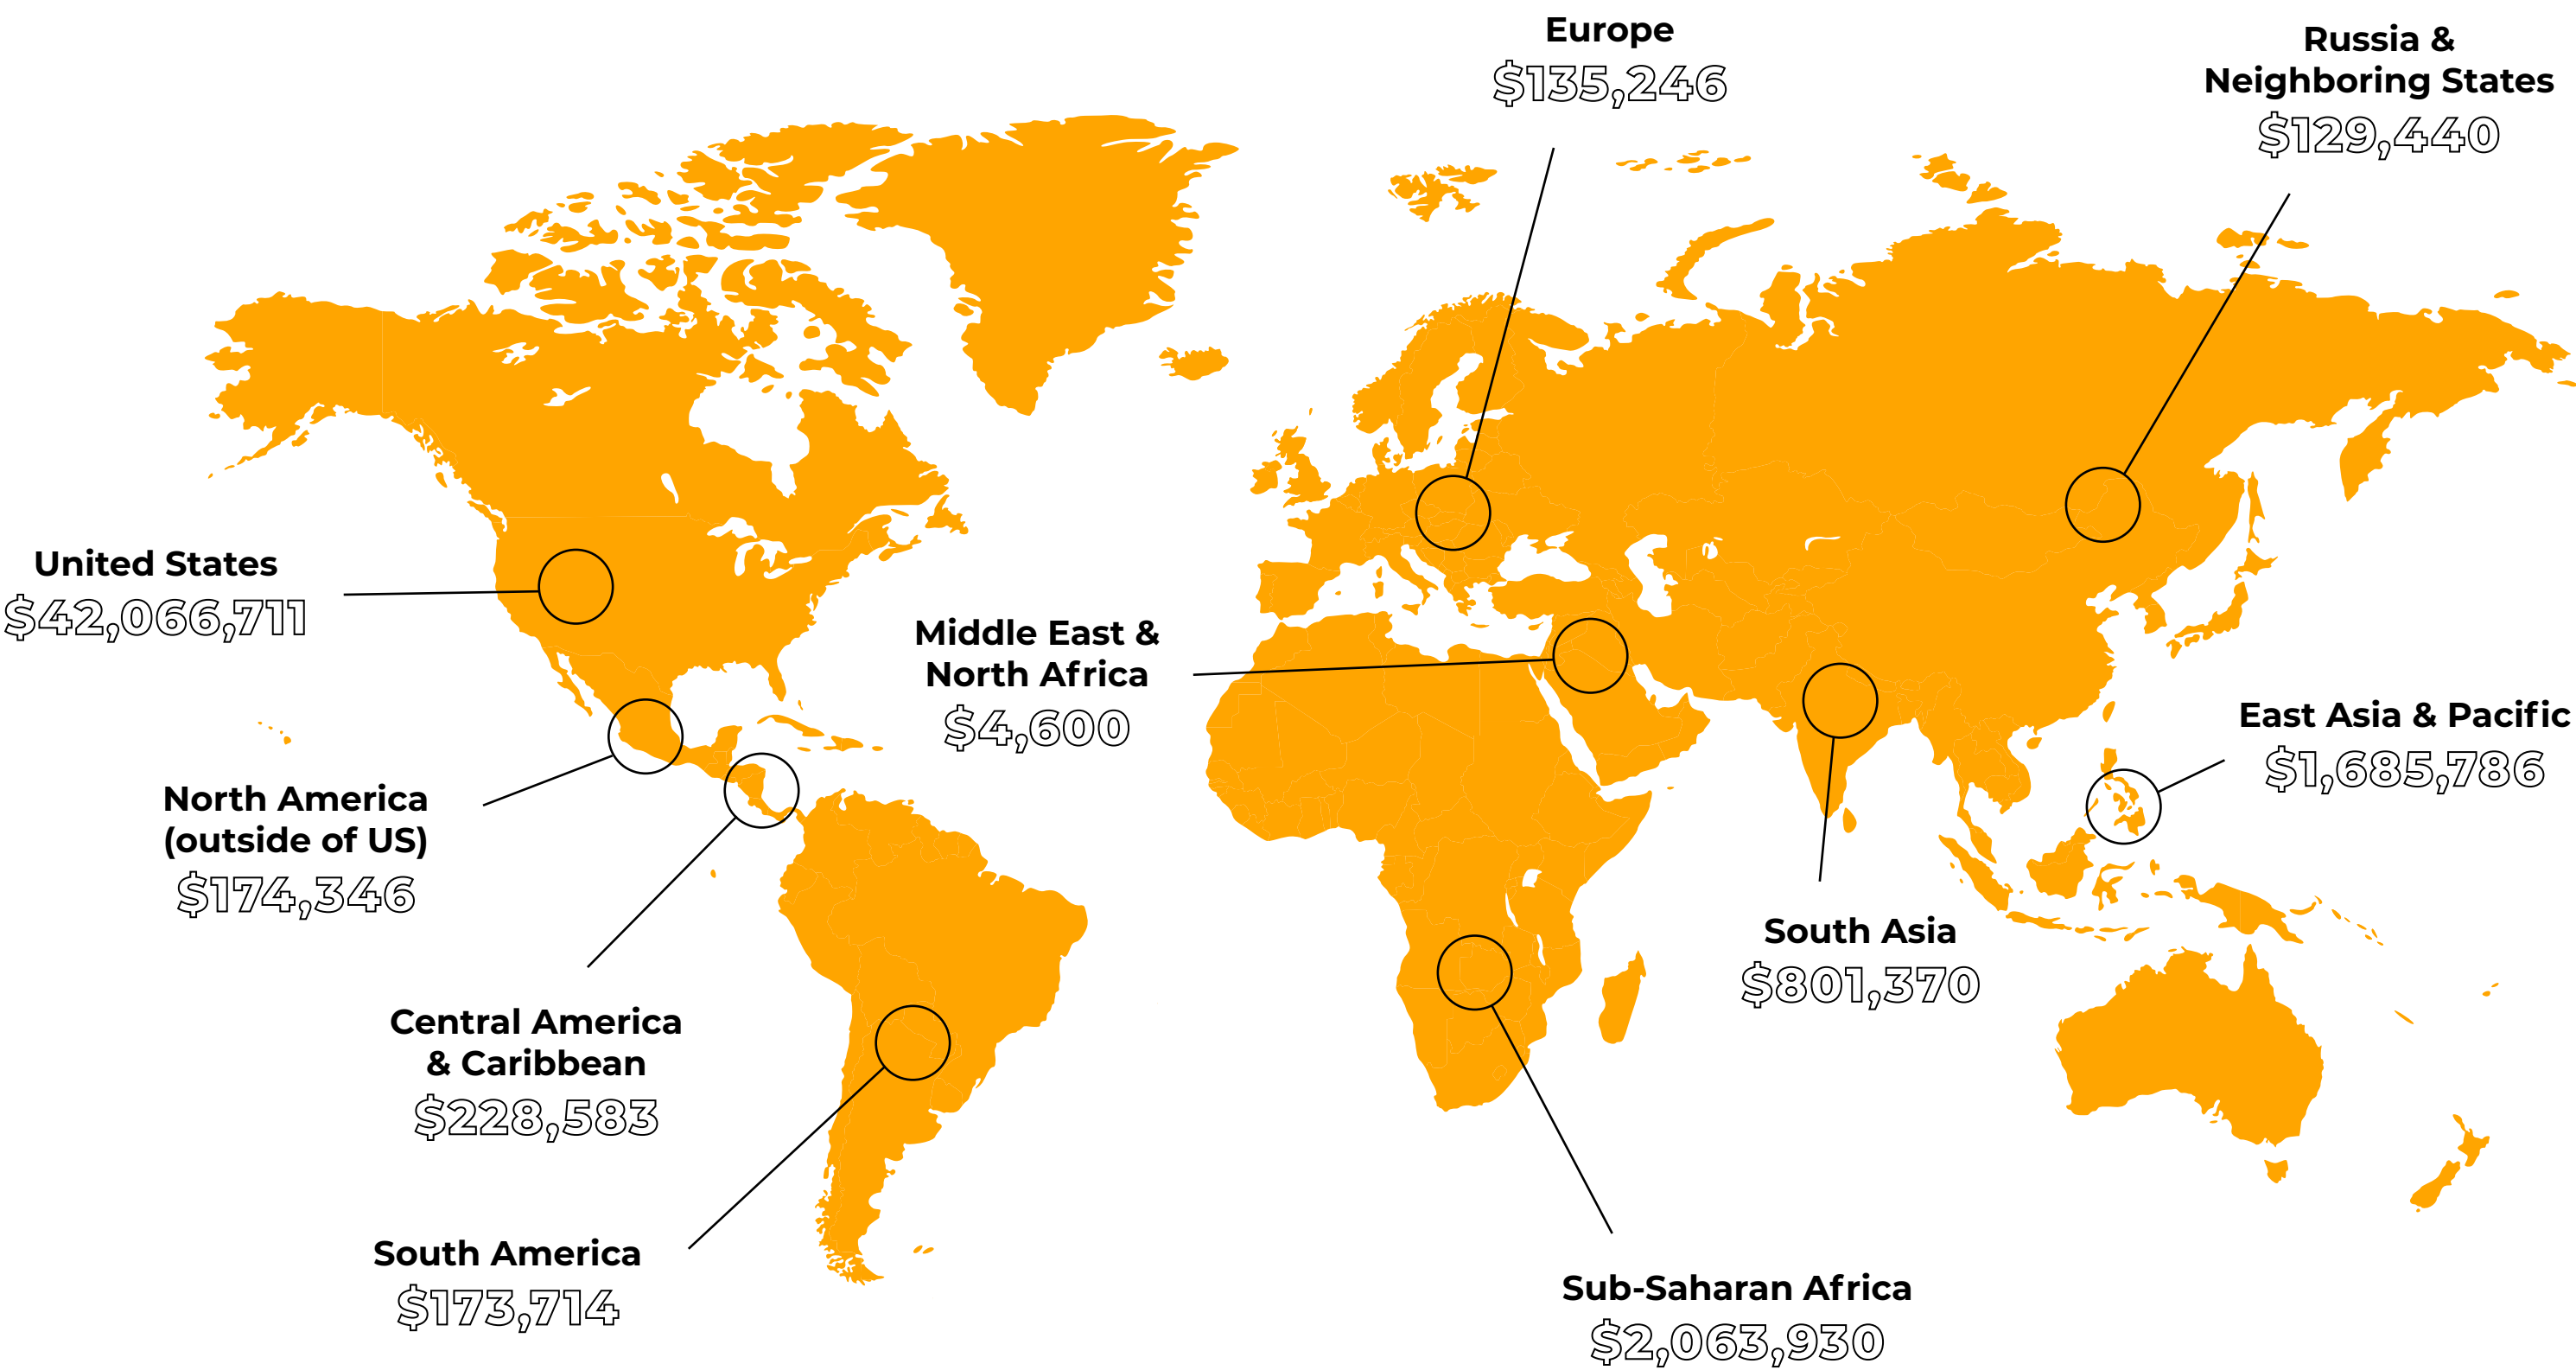 Europe
$135,246
Russia &
Neighboring States
$129,440
United States
$42,066,711
Middle East &
North Africa
$4,600
East Asia & Pacific
$1,685,786
North America
(outside of US)
$174,346
South Asia
$801,370
Central America
& Caribbean
$228,583
South America
$173,714
Sub-Saharan Africa
$2,063,930